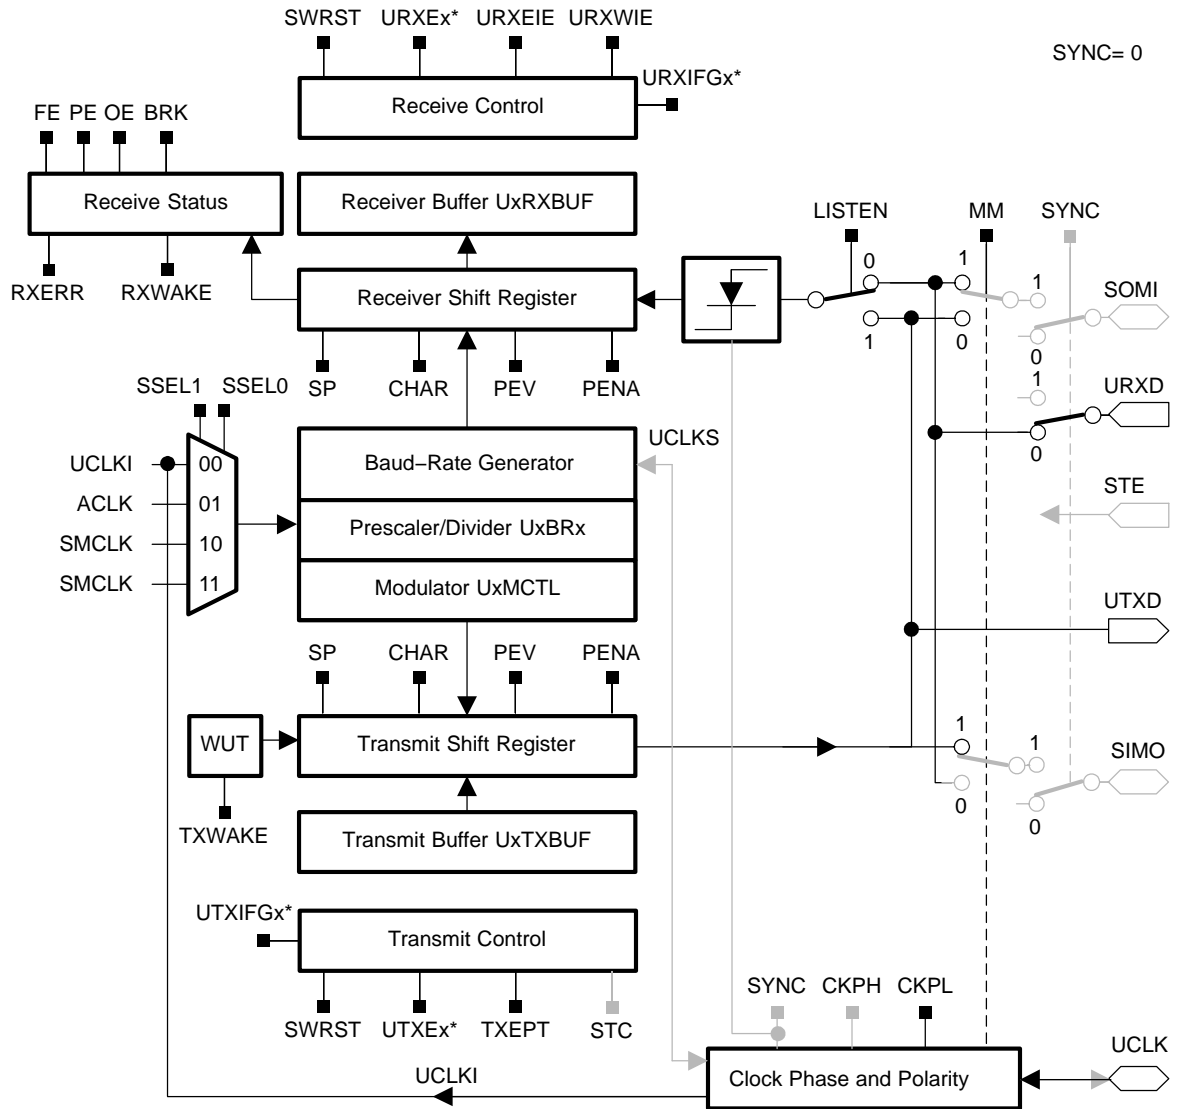 SWRST URXEx* URXEIE URXWIE
SYNC= 0
URXIFGx*
Receive Control
FE PE OE BRK
Receive Status
Receiver Buffer UxRXBUF
LISTEN MM SYNC
0 1 1
RXERR RXWAKE
Receiver Shift Register
SOMI
1 0 0
SP CHAR PEV PENA
1
SSEL1 SSEL0
URXD
UCLKS
0
UCLKI 00
Baud–Rate Generator
ACLK 01
STE
Prescaler/Divider UxBRx
SMCLK 10
SMCLK 11
Modulator UxMCTL
UTXD
SP CHAR PEV PENA
1 1
WUT
Transmit Shift Register
SIMO
0 0
TXWAKE
Transmit Buffer UxTXBUF
UTXIFGx*
Transmit Control
SYNC CKPH CKPL
SWRST UTXEx* TXEPT STC
UCLK
UCLKI
Clock Phase and Polarity